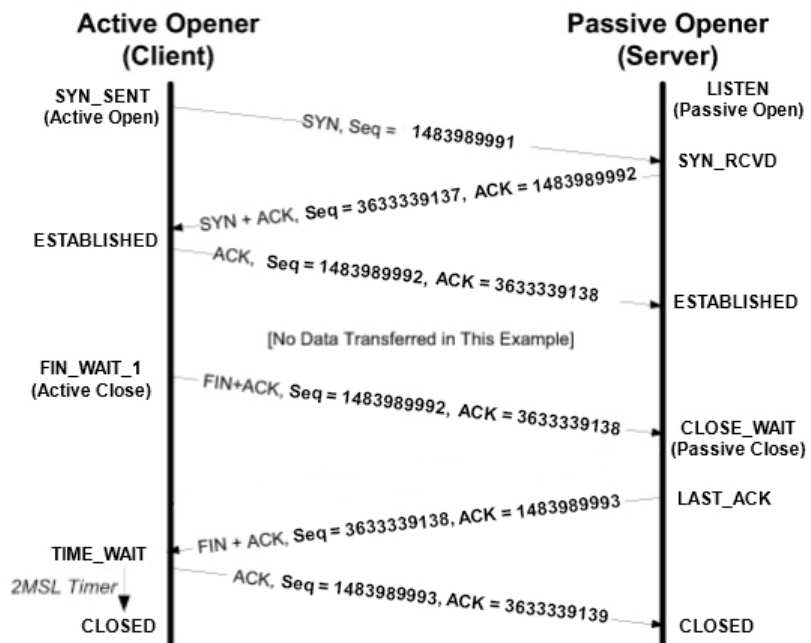 Active Opener
(Client)
Passive Opener
(Server)
SYN_SENT
(Active Open)
LISTEN
(Passive Open)
SYN, Seq = 1483989991
SYN_RCVD
SYN + ACK, Seq = 3633339137, ACK = 1483989992
ESTABLISHED
ACK, Seq = 1483989992, ACK = 3633339138
ESTABLISHED
[No Data Transferred in This Example]
FIN_WAIT_1
(Active Close)
FIN+ACK, Seq = 1483989992, ACK = 3633339138
CLOSE_WAIT
(Passive Close)
LAST_ACK
FIN + ACK, Seq = 3633339138, ACK = 1483989993
TIME_WAIT
ACK, Seq = 1483989993, ACK = 3633339139
2MSL Timer
CLOSED
CLOSED